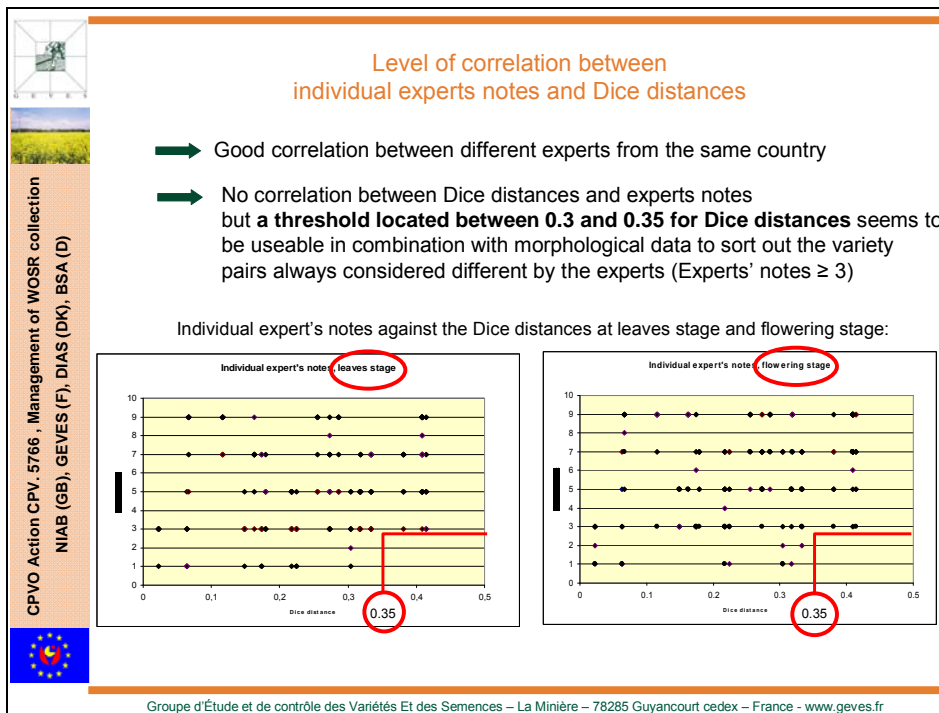 G E V E S
CPVO Action CPV. 5766 , Management of WOSR collection
NIAB (GB), GEVES (F), DIAS (DK), BSA (D)
Level of correlation between
individual experts notes and Dice distances
Good correlation between different experts from the same country
No correlation between Dice distances and experts notes
but a threshold located between 0.3 and 0.35 for Dice distances seems to
be useable in combination with morphological data to sort out the variety
pairs always considered different by the experts (Experts' notes ≥ 3)
Individual expert's notes against the Dice distances at leaves stage and flowering stage:
Individual expert's notes, leaves stage
10
9
8
7
6
5
4
3
2
1
0
0 0,1 0,2 0,3 0,4 0,5
Dice distance
0.35
Individual expert's notes, flowering stage
10
9
8
7
6
5
4
3
2
1
0
0 0.1 0.2 0.3 0.4 0.5
Dice distance
0.35
Groupe d'Étude et de contrôle des Variétés Et des Semences – La Minière – 78285 Guyancourt cedex – France - www.geves.fr